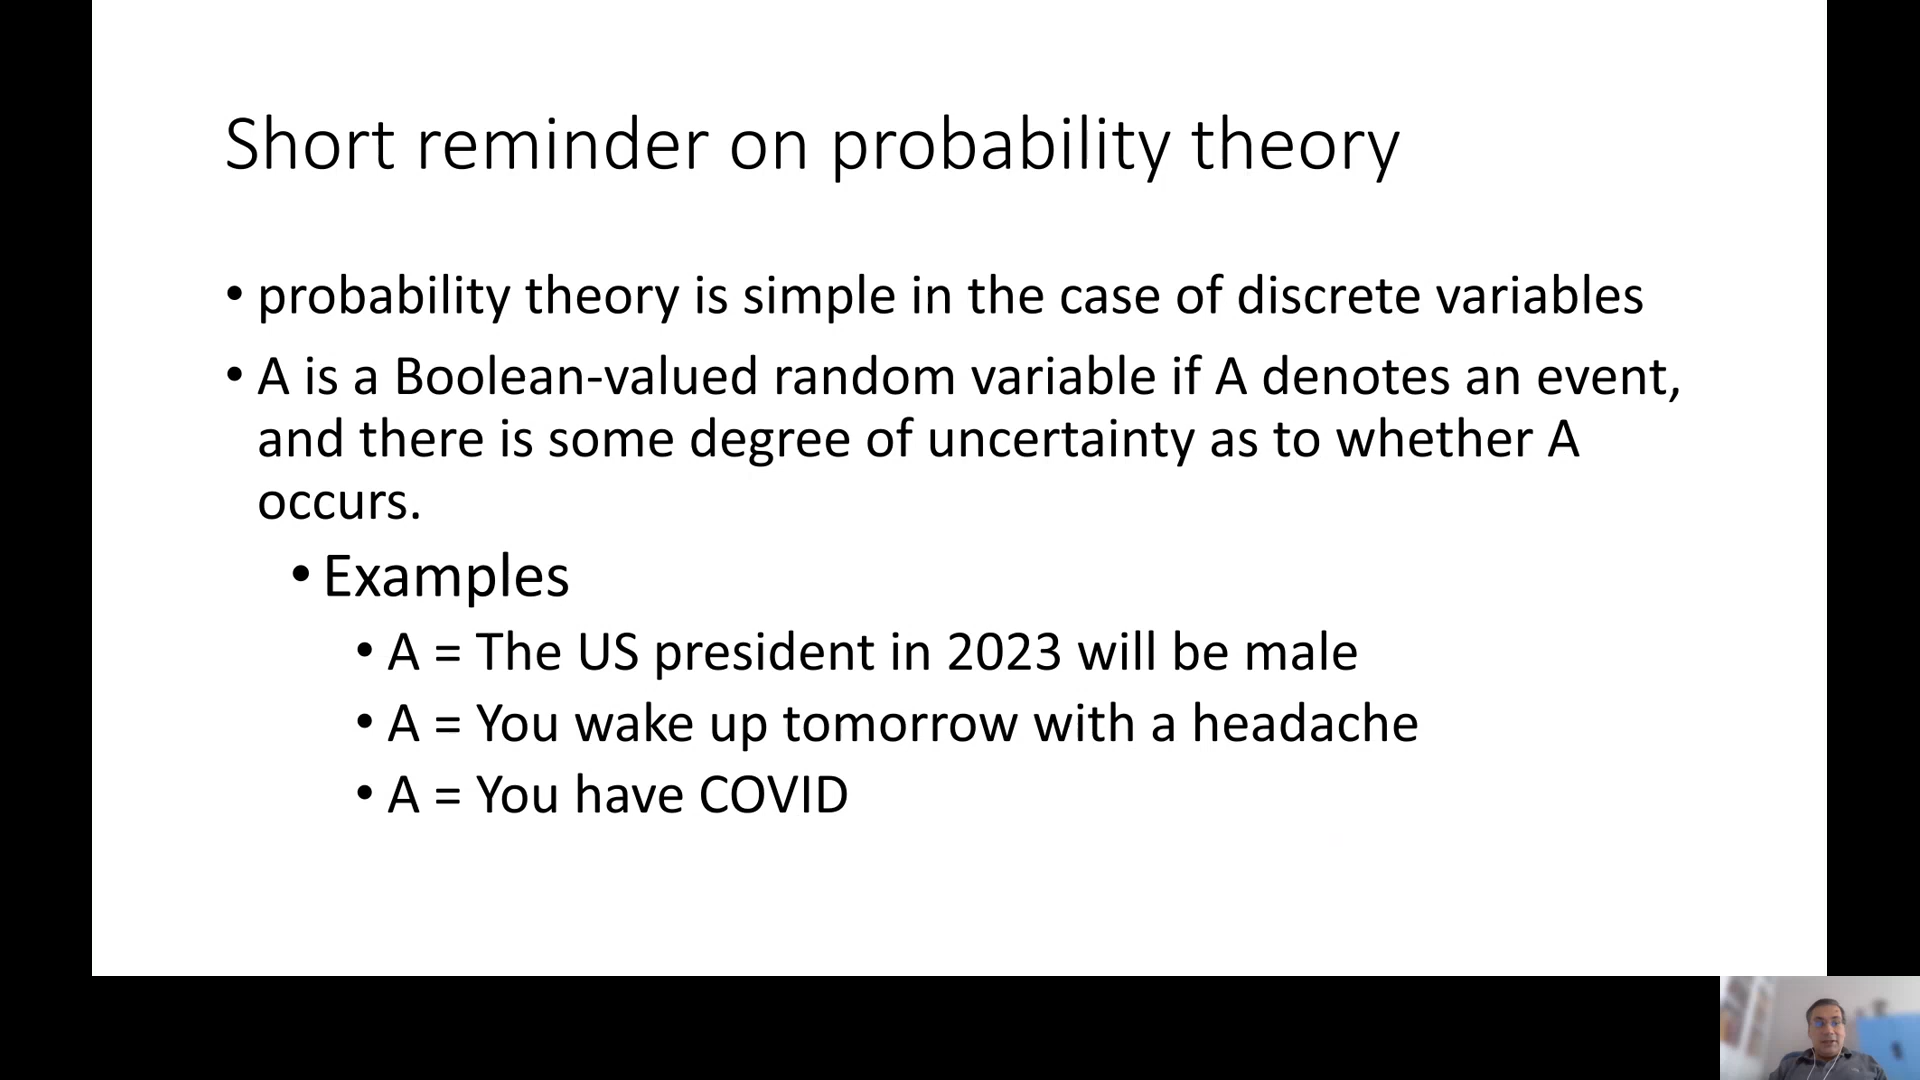 Short reminder on probability theory
• probability theory is simple in the case of discrete variables
• A is a Boolean-valued random variable if A denotes an event,
and there is some degree of uncertainty as to whether A
occurs.
• Examples
• A = The US president in 2023 will be male
• A = You wake up tomorrow with a headache
• A = You have COVID